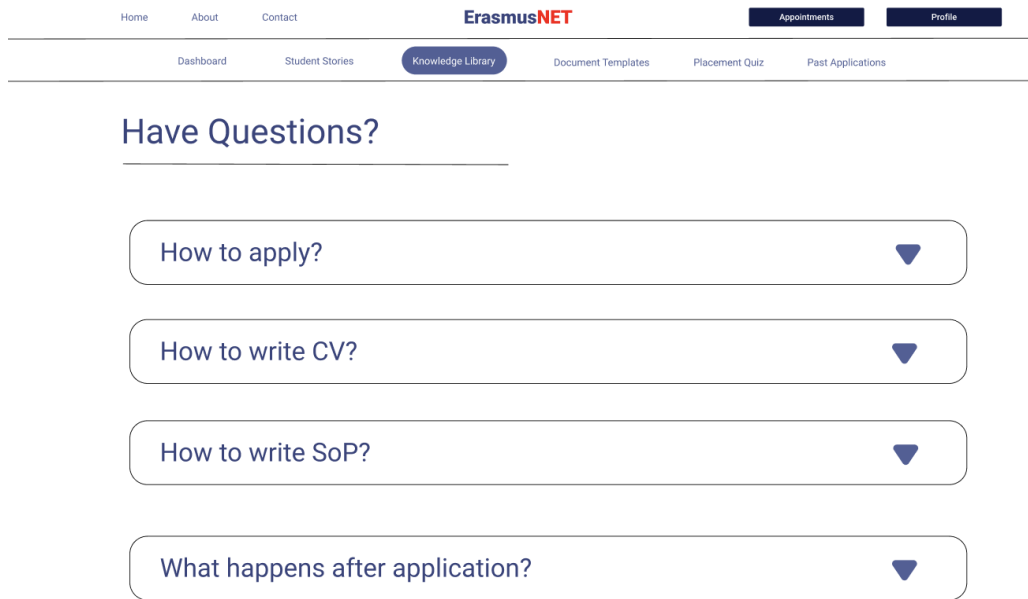 Home About Contact ErasmusNET Appointments Profile
Dashboard Student Stories Knowledge Library Document Templates Placement Quiz Past Applications
Have Questions?
How to apply?
How to write CV?
How to write SoP?
What happens after application?